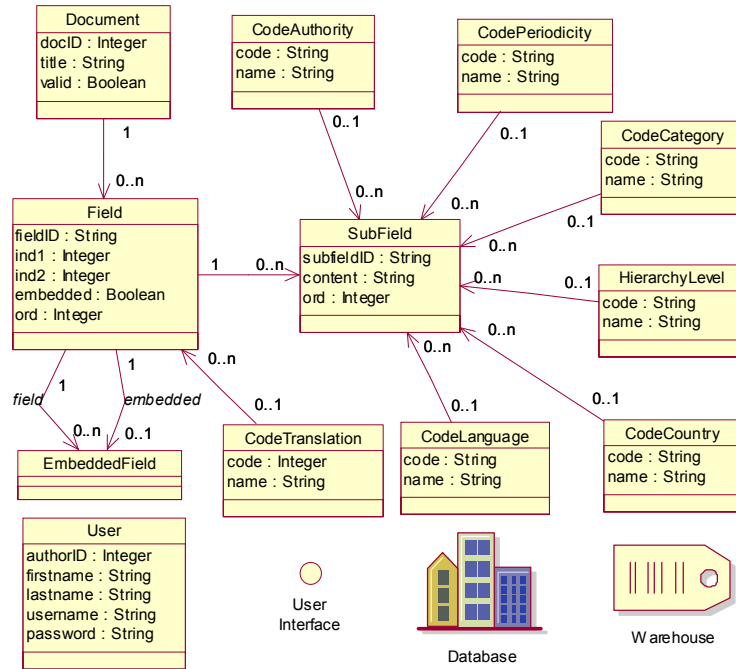 Document
docID : Integer
title : String
valid : Boolean
CodeAuthority
code : String
name : String
CodePeriodicity
code : String
name : String
1
0..n
0..1
0..n
0..1
0..n
CodeCategory
code : String
name : String
0..1
0..n
Field
fieldID : String
ind1 : Integer
ind2 : Integer
embedded : Boolean
ord : Integer
1
0..n
SubField
subfieldID : String
content : String
ord : Integer
0..n
0..1
HierarchyLevel
code : String
name : String
0..n
0..n
0..n
1
field
0..n
1
embedded
0..1
0..1
0..1
0..1
EmbeddedField
CodeTranslation
code : Integer
name : String
CodeLanguage
code : String
name : String
CodeCountry
code : String
name : String
User
authorID : Integer
firstname : String
lastname : String
username : String
password : String
User
Interface
Database
Warehouse